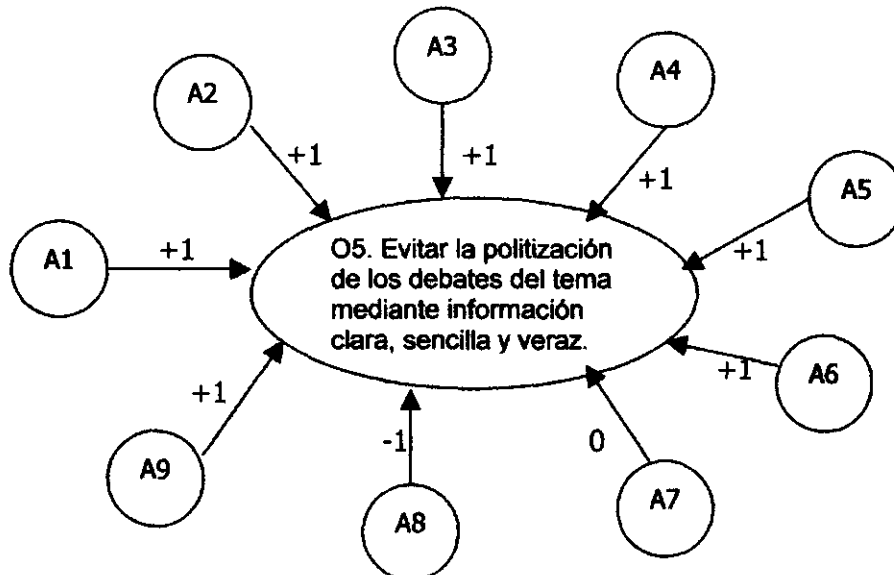 A3
A4
A2
+1
+1
+1
A5
A1
+1
+1
O5. Evitar la politización
de los debates del tema
mediante información
clara, sencilla y veraz.
+1
A6
+1
A9
-1
0
A8
A7